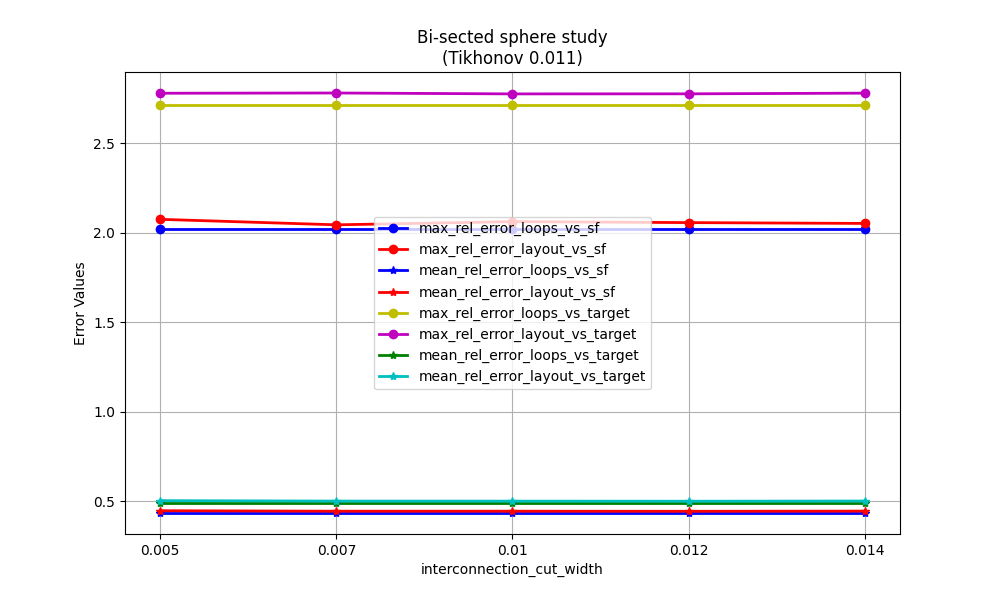 Bi-sected sphere study
(Tikhonov 0.011)
Error Values
2.5
2.0
1.5
1.0
0.5
max_rel_error_loops_vs_sf
max_rel_error_layout_vs_sf
mean_rel_error_loops_vs_sf
mean_rel_error_layout_vs_sf
max_rel_error_loops_vs_target
max_rel_error_layout_vs_target
mean_rel_error_loops_vs_target
mean_rel_error_layout_vs_target
0.005 0.007 0.01 0.012 0.014
interconnection_cut_width